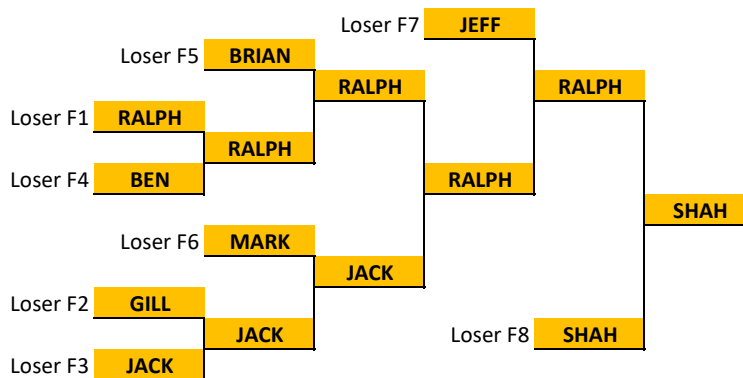 Loser F7 JEFF
Loser F5 BRIAN
RALPH RALPH
Loser F1 RALPH
RALPH
Loser F4 BEN RALPH
SHAH
Loser F6 MARK
JACK
Loser F2 GILL
JACK Loser F8 SHAH
Loser F3 JACK